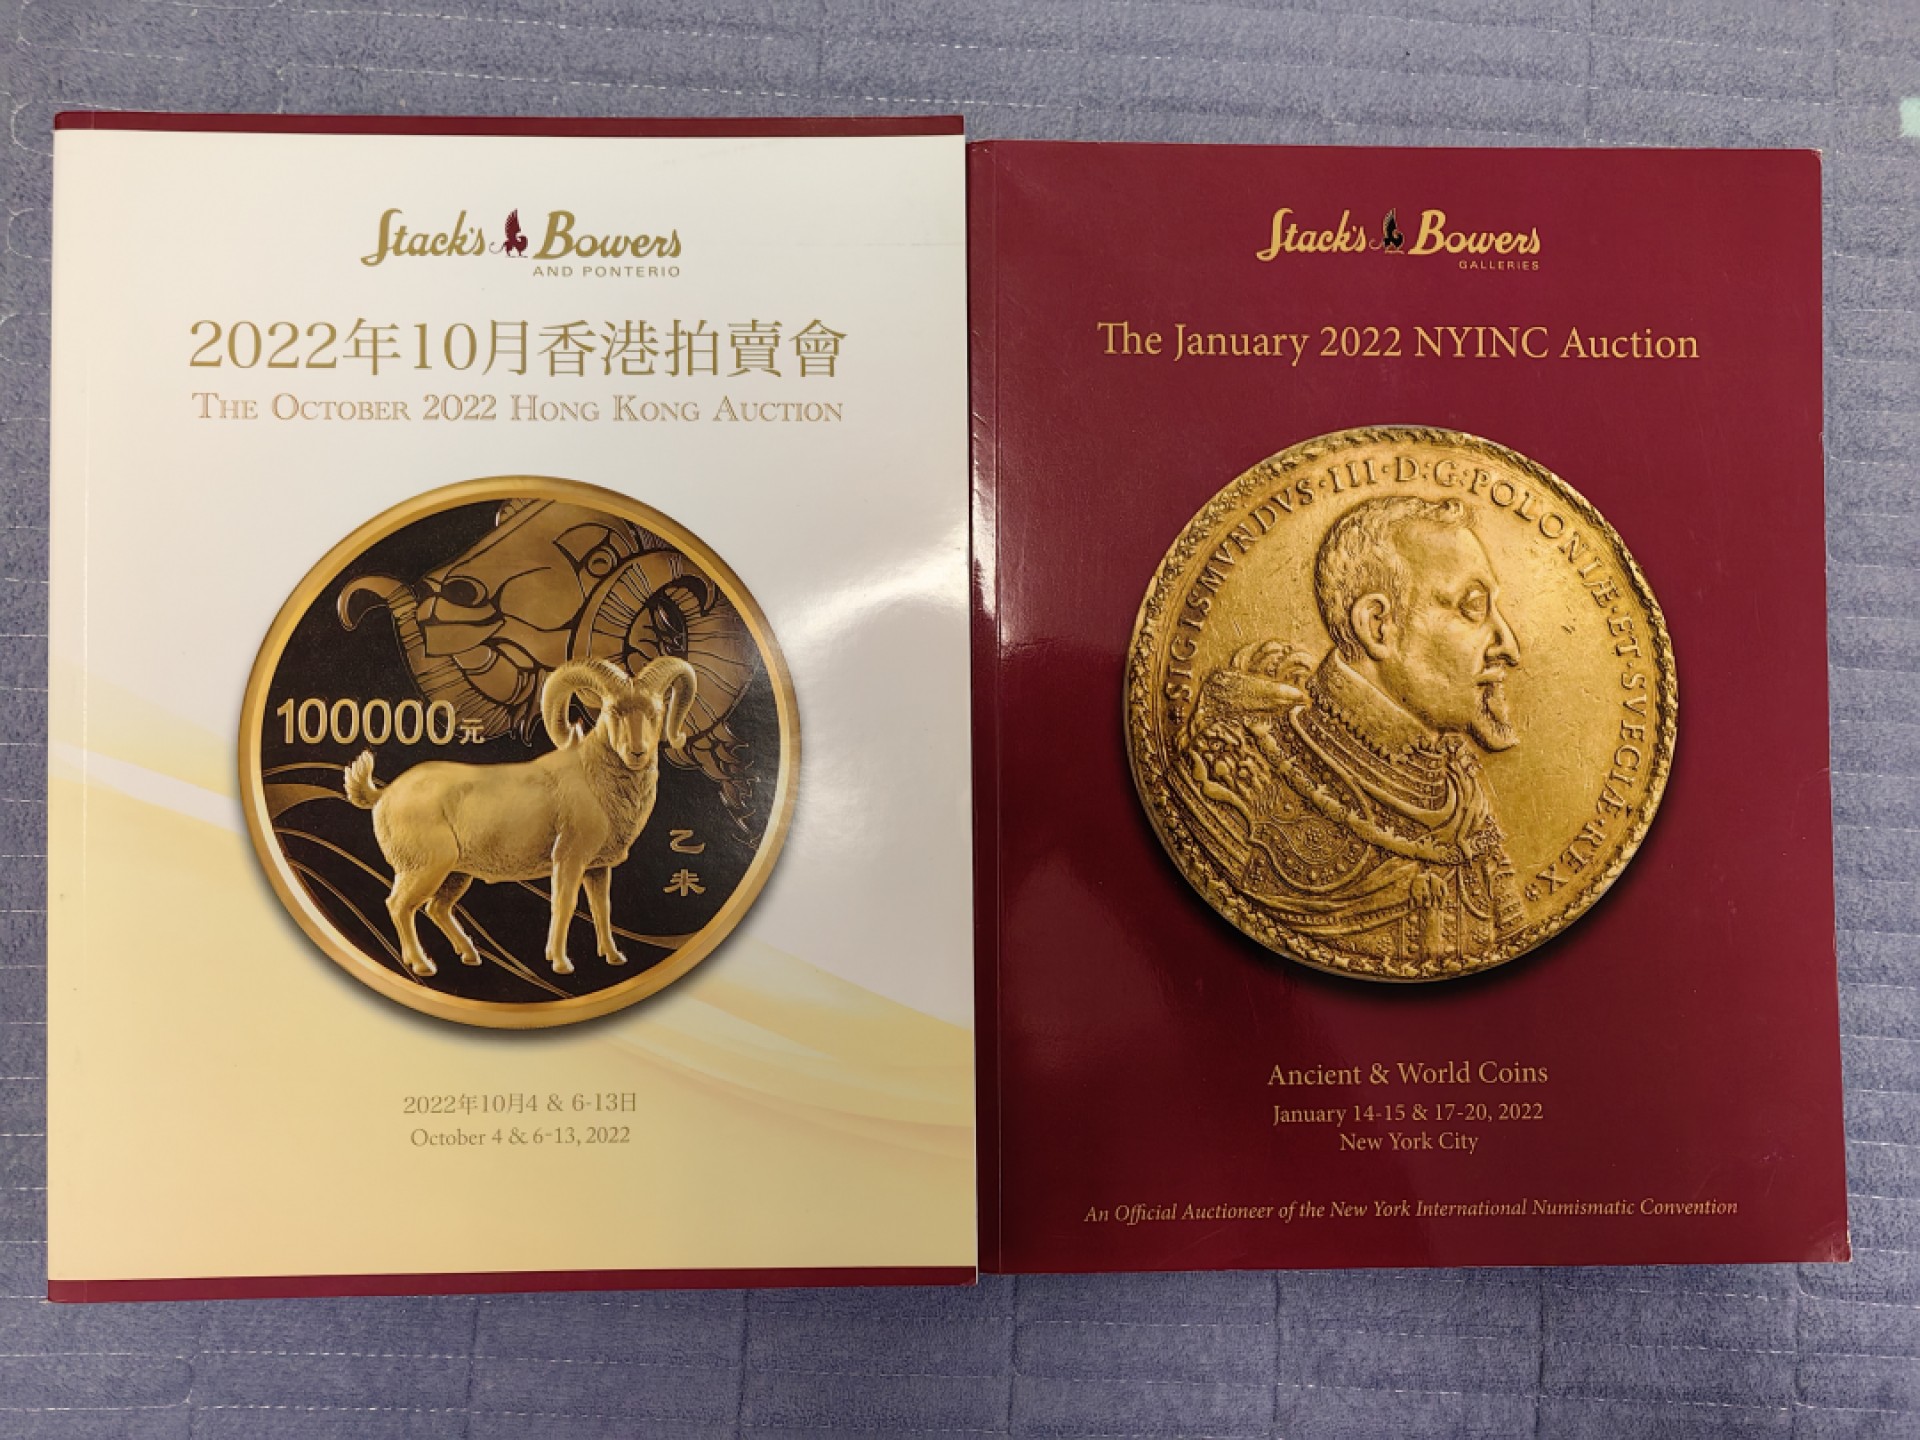 Stack's Bowers
AND PONTERIO
2022年10月香港拍賣會
THE OCTOBER 2022 HONG KONG AUCTION
100000元
乙
未
2022年10月4 & 6-13日
October 4 & 6-13, 2022
Stack's Bowers
GALLERIES
The January 2022 NYINC Auction
SIGISMVNDVS·III·D:G:POLONIÆ·ET·SVECIÆ·REX
Ancient & World Coins
January 14-15 & 17-20, 2022
New York City
An Official Auctioneer of the New York International Numismatic Convention